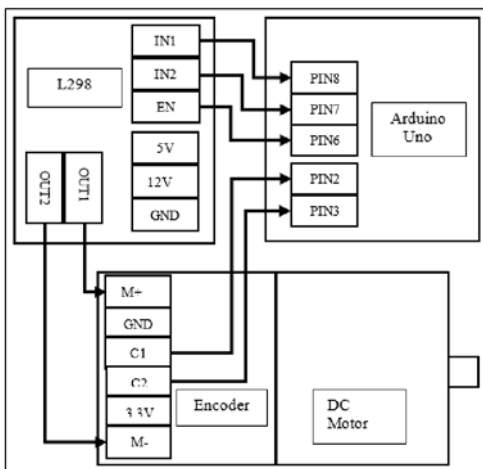 L298
IN1
IN2
EN
5V
12V
GND
OUT2
OUT1
PIN8
PIN7
PIN6
PIN2
PIN3
Arduino
Uno
M+
GND
C1
C2
3.3V
M-
Encoder
DC
Motor